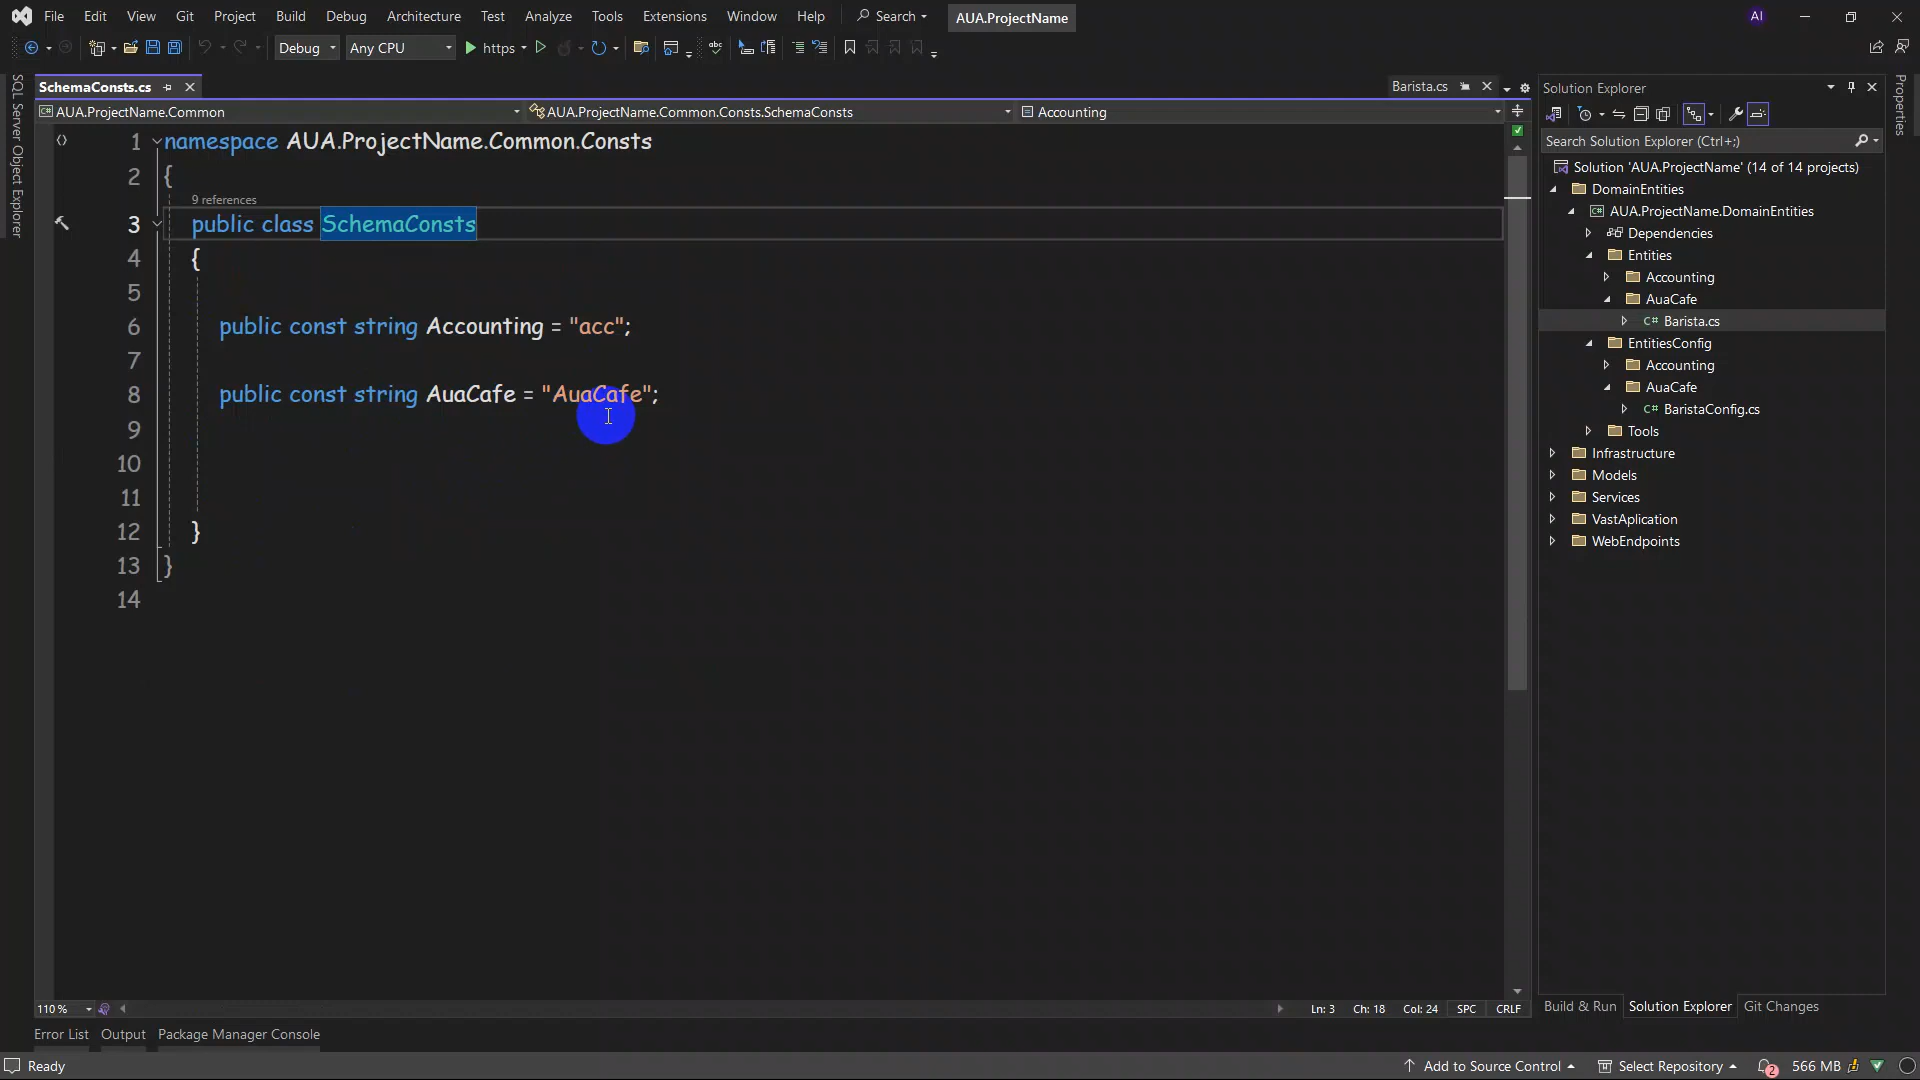 File Edit View Git Project Build Debug Architecture Test Analyze Tools Extensions Window Help Search AUA.ProjectName AI
Debug Any CPU https abc
SQL Server Object Explorer
SchemaConsts.cs
Barista.cs
AUA.ProjectName.Common
AUA.ProjectName.Common.Consts.SchemaConsts
Accounting
1 namespace AUA.ProjectName.Common.Consts
2 {
9 references
3 public class SchemaConsts
4 {
5
6 public const string Accounting = "acc";
7
8 public const string AuaCafe = "AuaCafe";
9
10
11
12 }
13 }
14
110 %
Ln: 3 Ch: 18 Col: 24 SPC CRLF
Error List Output Package Manager Console
Solution Explorer
Search Solution Explorer (Ctrl+;)
Solution 'AUA.ProjectName' (14 of 14 projects)
DomainEntities
C# AUA.ProjectName.DomainEntities
Dependencies
Entities
Accounting
AuaCafe
C# Barista.cs
EntitiesConfig
Accounting
AuaCafe
C# BaristaConfig.cs
Tools
Infrastructure
Models
Services
VastAplication
WebEndpoints
Build & Run Solution Explorer Git Changes
Properties
Ready
Add to Source Control Select Repository 2 566 MB